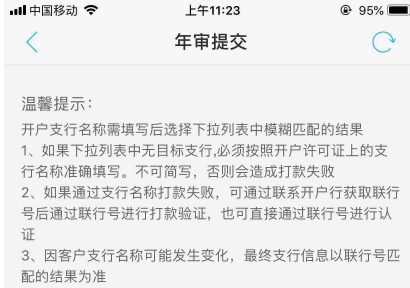 中国移动 上午11:23 95%
年审提交
温馨提示：
开户支行名称需填写后选择下拉列表中模糊匹配的结果
1、如果下拉列表中无目标支行,必须按照开户许可证上的支
行名称准确填写。不可简写，否则会造成打款失败
2、如果通过支行名称打款失败，可通过联系开户行获取联行
号后通过联行号进行打款验证，也可直接通过联行号进行认
证
3、因客户支行名称可能发生变化，最终支行信息以联行号匹
配的结果为准